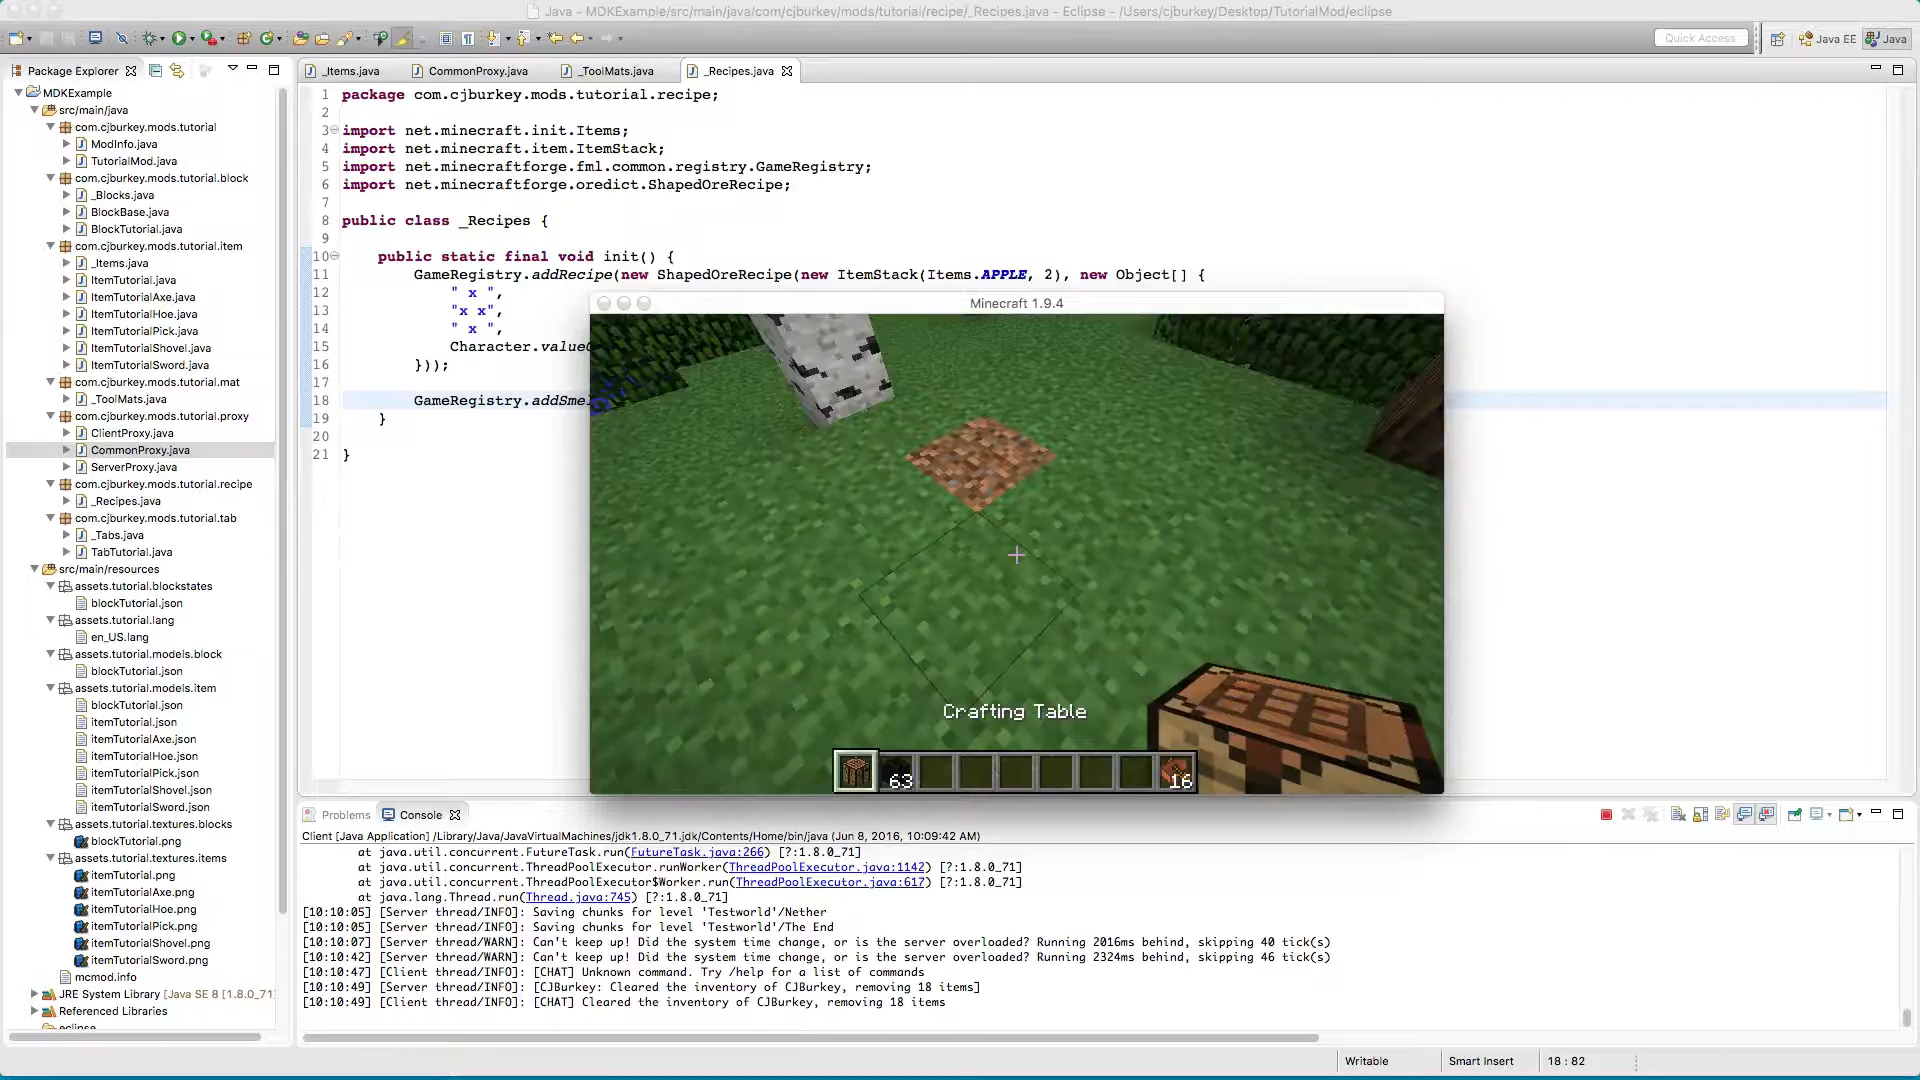 Java - MDKExample/src/main/java/com/cjburkey/mods/tutorial/recipe/_Recipes.java - Eclipse - /Users/cjburkey/Desktop/TutorialMod/eclipse
Quick Access
Java EE
Java
Package Explorer
MDKExample
src/main/java
com.cjburkey.mods.tutorial
ModInfo.java
TutorialMod.java
com.cjburkey.mods.tutorial.block
_Blocks.java
BlockBase.java
BlockTutorial.java
com.cjburkey.mods.tutorial.item
_Items.java
ItemTutorial.java
ItemTutorialAxe.java
ItemTutorialHoe.java
ItemTutorialPick.java
ItemTutorialShovel.java
ItemTutorialSword.java
com.cjburkey.mods.tutorial.mat
_ToolMats.java
com.cjburkey.mods.tutorial.proxy
ClientProxy.java
CommonProxy.java
ServerProxy.java
com.cjburkey.mods.tutorial.recipe
_Recipes.java
com.cjburkey.mods.tutorial.tab
_Tabs.java
TabTutorial.java
src/main/resources
assets.tutorial.blockstates
blockTutorial.json
assets.tutorial.lang
en_US.lang
assets.tutorial.models.block
blockTutorial.json
assets.tutorial.models.item
blockTutorial.json
itemTutorial.json
itemTutorialAxe.json
itemTutorialHoe.json
itemTutorialPick.json
itemTutorialShovel.json
itemTutorialSword.json
assets.tutorial.textures.blocks
blockTutorial.png
assets.tutorial.textures.items
itemTutorial.png
itemTutorialAxe.png
itemTutorialHoe.png
itemTutorialPick.png
itemTutorialShovel.png
itemTutorialSword.png
mcmod.info
JRE System Library [Java SE 8 [1.8.0_71]
Referenced Libraries
eclipse
_Items.java
CommonProxy.java
_ToolMats.java
_Recipes.java
1 package com.cjburkey.mods.tutorial.recipe;
2
3 import net.minecraft.init.Items;
4 import net.minecraft.item.ItemStack;
5 import net.minecraftforge.fml.common.registry.GameRegistry;
6 import net.minecraftforge.oredict.ShapedOreRecipe;
7
8 public class _Recipes {
9
10 public static final void init() {
11 GameRegistry.addRecipe(new ShapedOreRecipe(new ItemStack(Items.APPLE, 2), new Object[] {
12 " x ",
13 "x x",
14 " x ",
15 Character.value
16 }));
17
18 GameRegistry.addSme
19 }
20
21 }
Minecraft 1.9.4
Crafting Table
63
16
Problems
Console
Client [Java Application] /Library/Java/JavaVirtualMachines/jdk1.8.0_71.jdk/Contents/Home/bin/java (Jun 8, 2016, 10:09:42 AM)
at java.util.concurrent.FutureTask.run(FutureTask.java:266) [?:1.8.0_71]
at java.util.concurrent.ThreadPoolExecutor.runWorker(ThreadPoolExecutor.java:1142) [?:1.8.0_71]
at java.util.concurrent.ThreadPoolExecutor$Worker.run(ThreadPoolExecutor.java:617) [?:1.8.0_71]
at java.lang.Thread.run(Thread.java:745) [?:1.8.0_71]
[10:10:05] [Server thread/INFO]: Saving chunks for level 'Testworld'/Nether
[10:10:05] [Server thread/INFO]: Saving chunks for level 'Testworld'/The End
[10:10:07] [Server thread/WARN]: Can't keep up! Did the system time change, or is the server overloaded? Running 2016ms behind, skipping 40 tick(s)
[10:10:42] [Server thread/WARN]: Can't keep up! Did the system time change, or is the server overloaded? Running 2324ms behind, skipping 46 tick(s)
[10:10:47] [Client thread/INFO]: [CHAT] Unknown command. Try /help for a list of commands
[10:10:49] [Server thread/INFO]: [CJBurkey: Cleared the inventory of CJBurkey, removing 18 items]
[10:10:49] [Client thread/INFO]: [CHAT] Cleared the inventory of CJBurkey, removing 18 items
Writable
Smart Insert
18 : 82